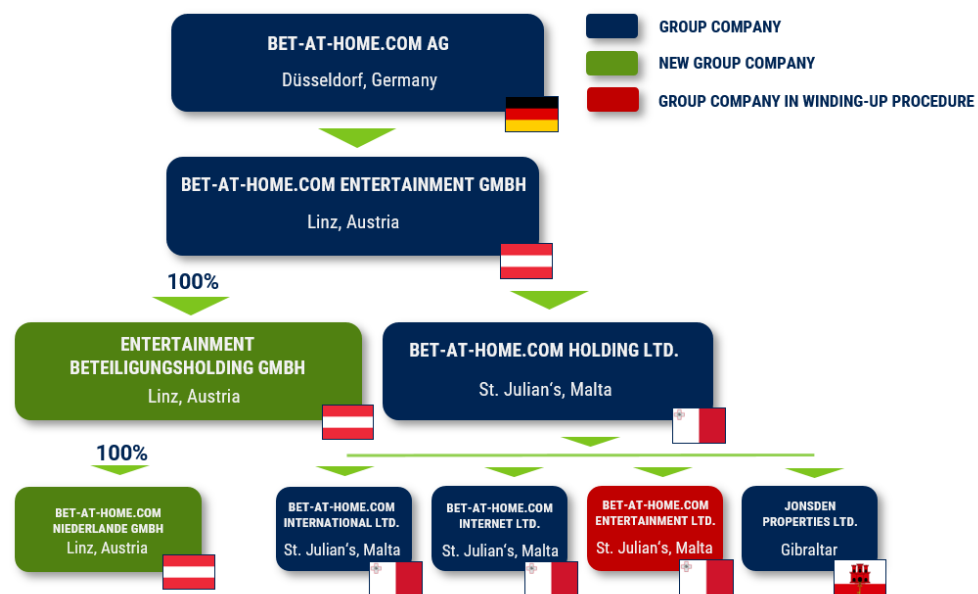 BET-AT-HOME.COM AG
Düsseldorf, Germany
GROUP COMPANY
NEW GROUP COMPANY
GROUP COMPANY IN WINDING-UP PROCEDURE
BET-AT-HOME.COM ENTERTAINMENT GMBH
Linz, Austria
100%
ENTERTAINMENT
BETEILIGUNGSHOLDING GMBH
Linz, Austria
BET-AT-HOME.COM HOLDING LTD.
St. Julian‘s, Malta
100%
BET-AT-HOME.COM
NIEDERLANDE GMBH
Linz, Austria
BET-AT-HOME.COM
INTERNATIONAL LTD.
St. Julian‘s, Malta
BET-AT-HOME.COM
INTERNET LTD.
St. Julian‘s, Malta
BET-AT-HOME.COM
ENTERTAINMENT LTD.
St. Julian‘s, Malta
JONSDEN
PROPERTIES LTD.
Gibraltar